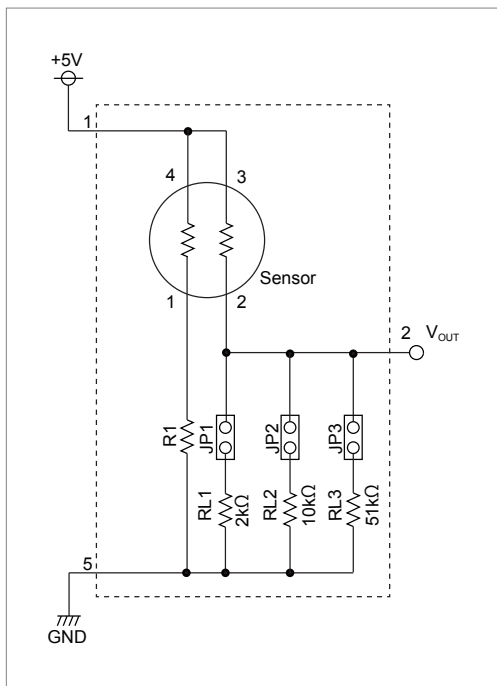 +5V
1
4
3
Sensor
1
2
2
V_OUT
R1
JP1
JP2
JP3
RL1
2kΩ
RL2
10kΩ
RL3
51kΩ
5
GND